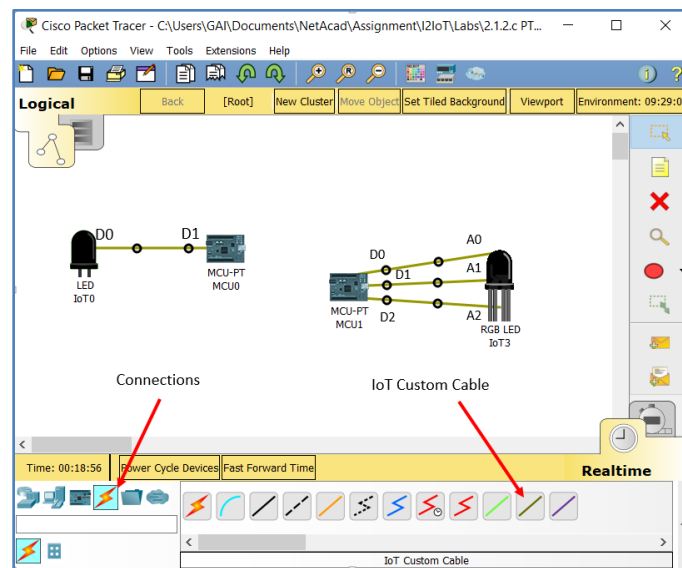 Cisco Packet Tracer - C:\Users\GAI\Documents\NetAcad\Assignment\I2IoT\Labs\2.1.2.c PT...
File Edit Options View Tools Extensions Help
Logical Back [Root] New Cluster Move Object Set Tiled Background Viewport Environment: 09:29:0
D0 D1
LED
IoT0
MCU-PT
MCU0
D0 A0
D1 A1
D2 A2
MCU-PT
MCU1
RGB LED
IoT3
Connections
IoT Custom Cable
Time: 00:18:56 Power Cycle Devices Fast Forward Time Realtime
IoT Custom Cable